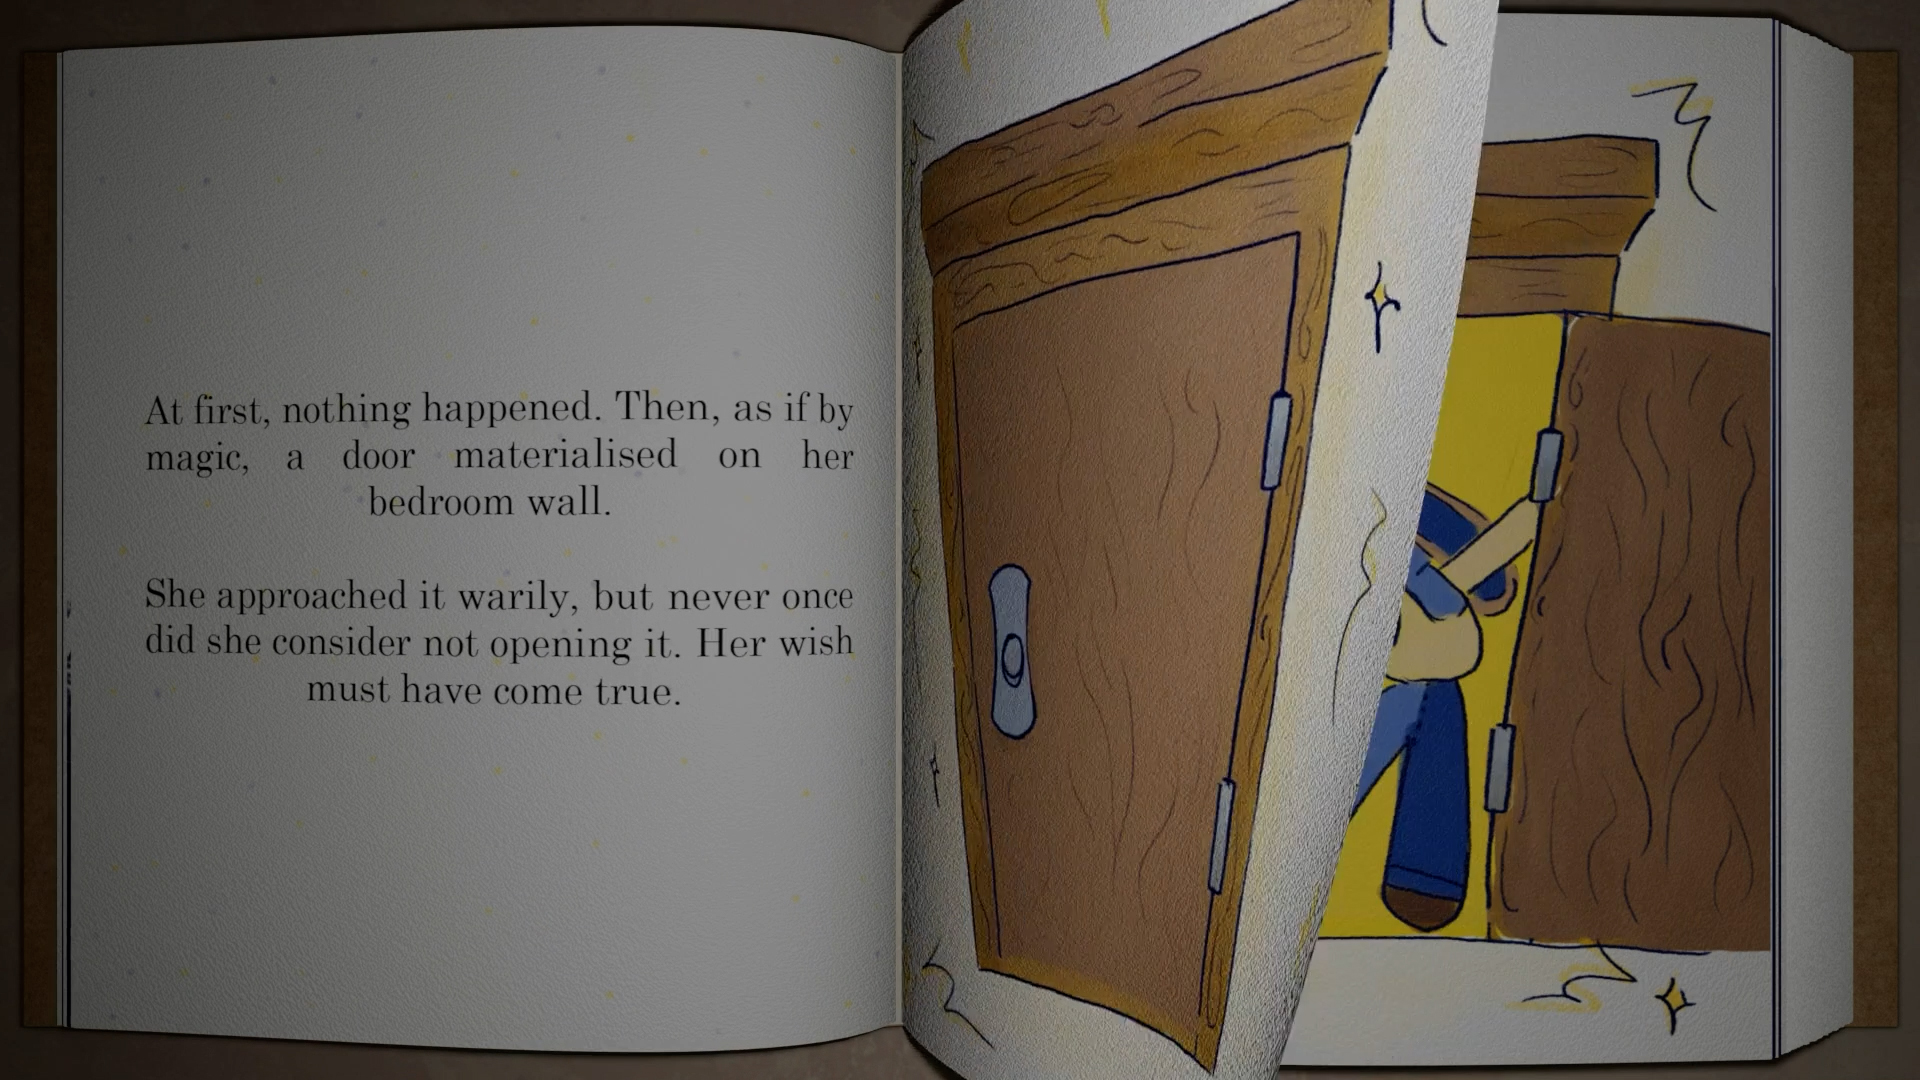 At first, nothing happened. Then, as if by
magic, a door materialised on her
bedroom wall.
She approached it warily, but never once
did she consider not opening it. Her wish
must have come true.